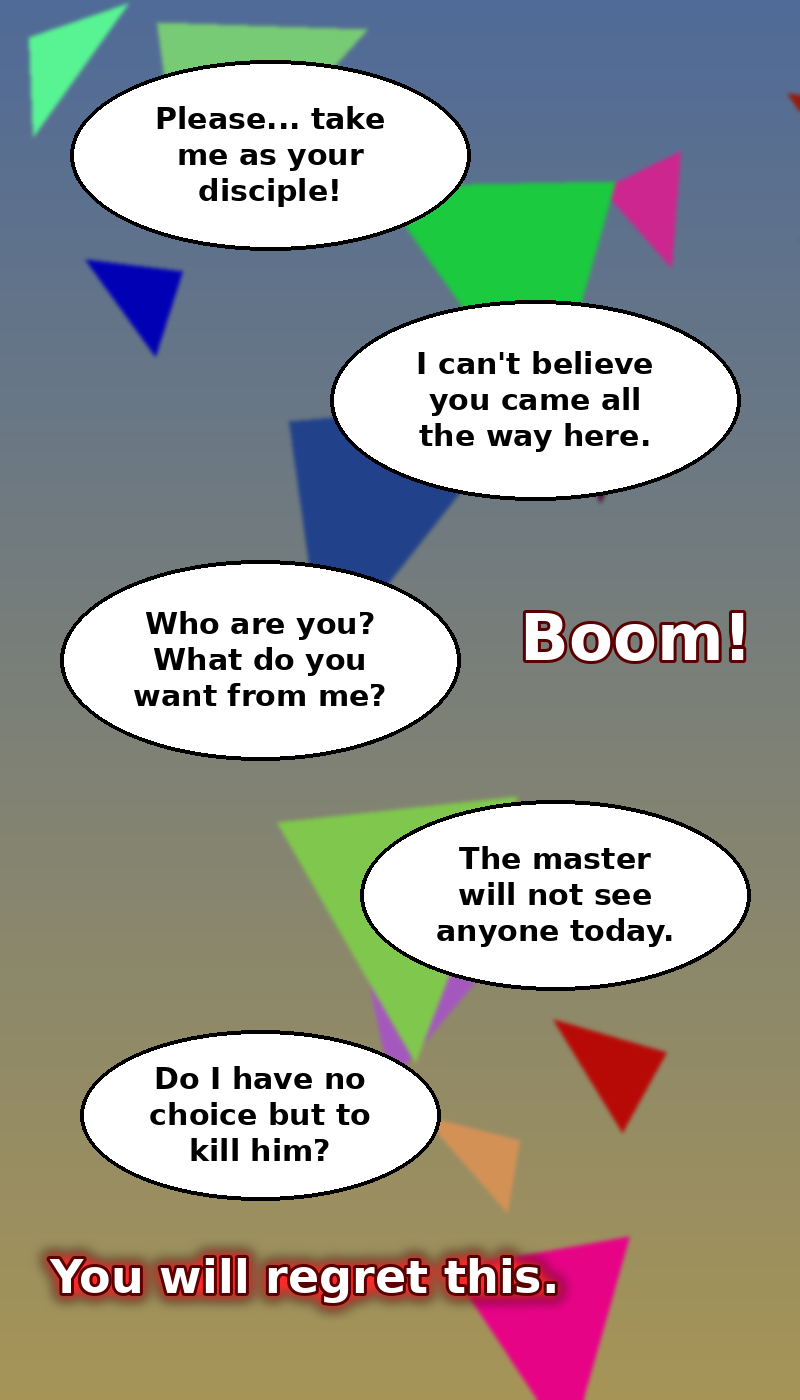 Please... take
me as your
disciple!
I can't believe
you came all
the way here.
Who are you?
What do you
want from me?
Boom!
The master
will not see
anyone today.
Do I have no
choice but to
kill him?
You will regret this.